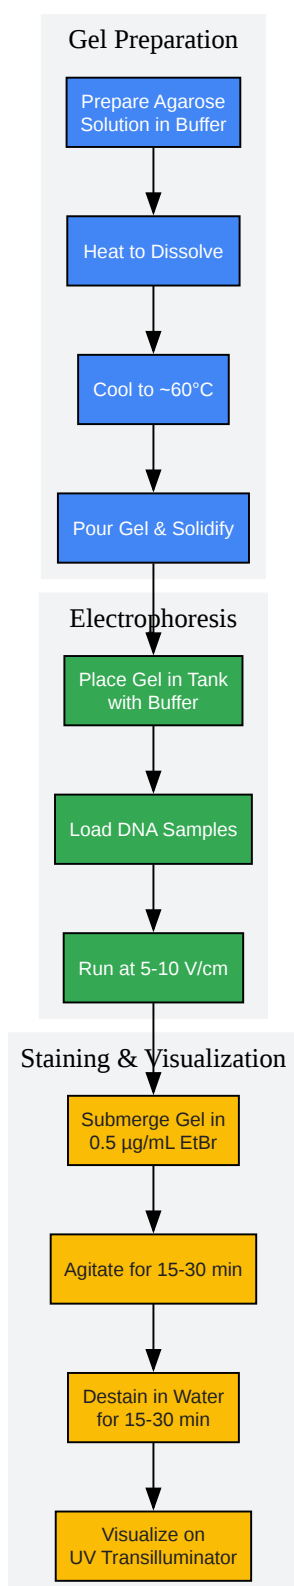 Gel Preparation
Prepare Agarose
Solution in Buffer
Heat to Dissolve
Cool to ~60°C
Pour Gel & Solidify
Electrophoresis
Place Gel in Tank
with Buffer
Load DNA Samples
Run at 5-10 V/cm
Staining & Visualization
Submerge Gel in
0.5 µg/mL EtBr
Agitate for 15-30 min
Destain in Water
for 15-30 min
Visualize on
UV Transilluminator